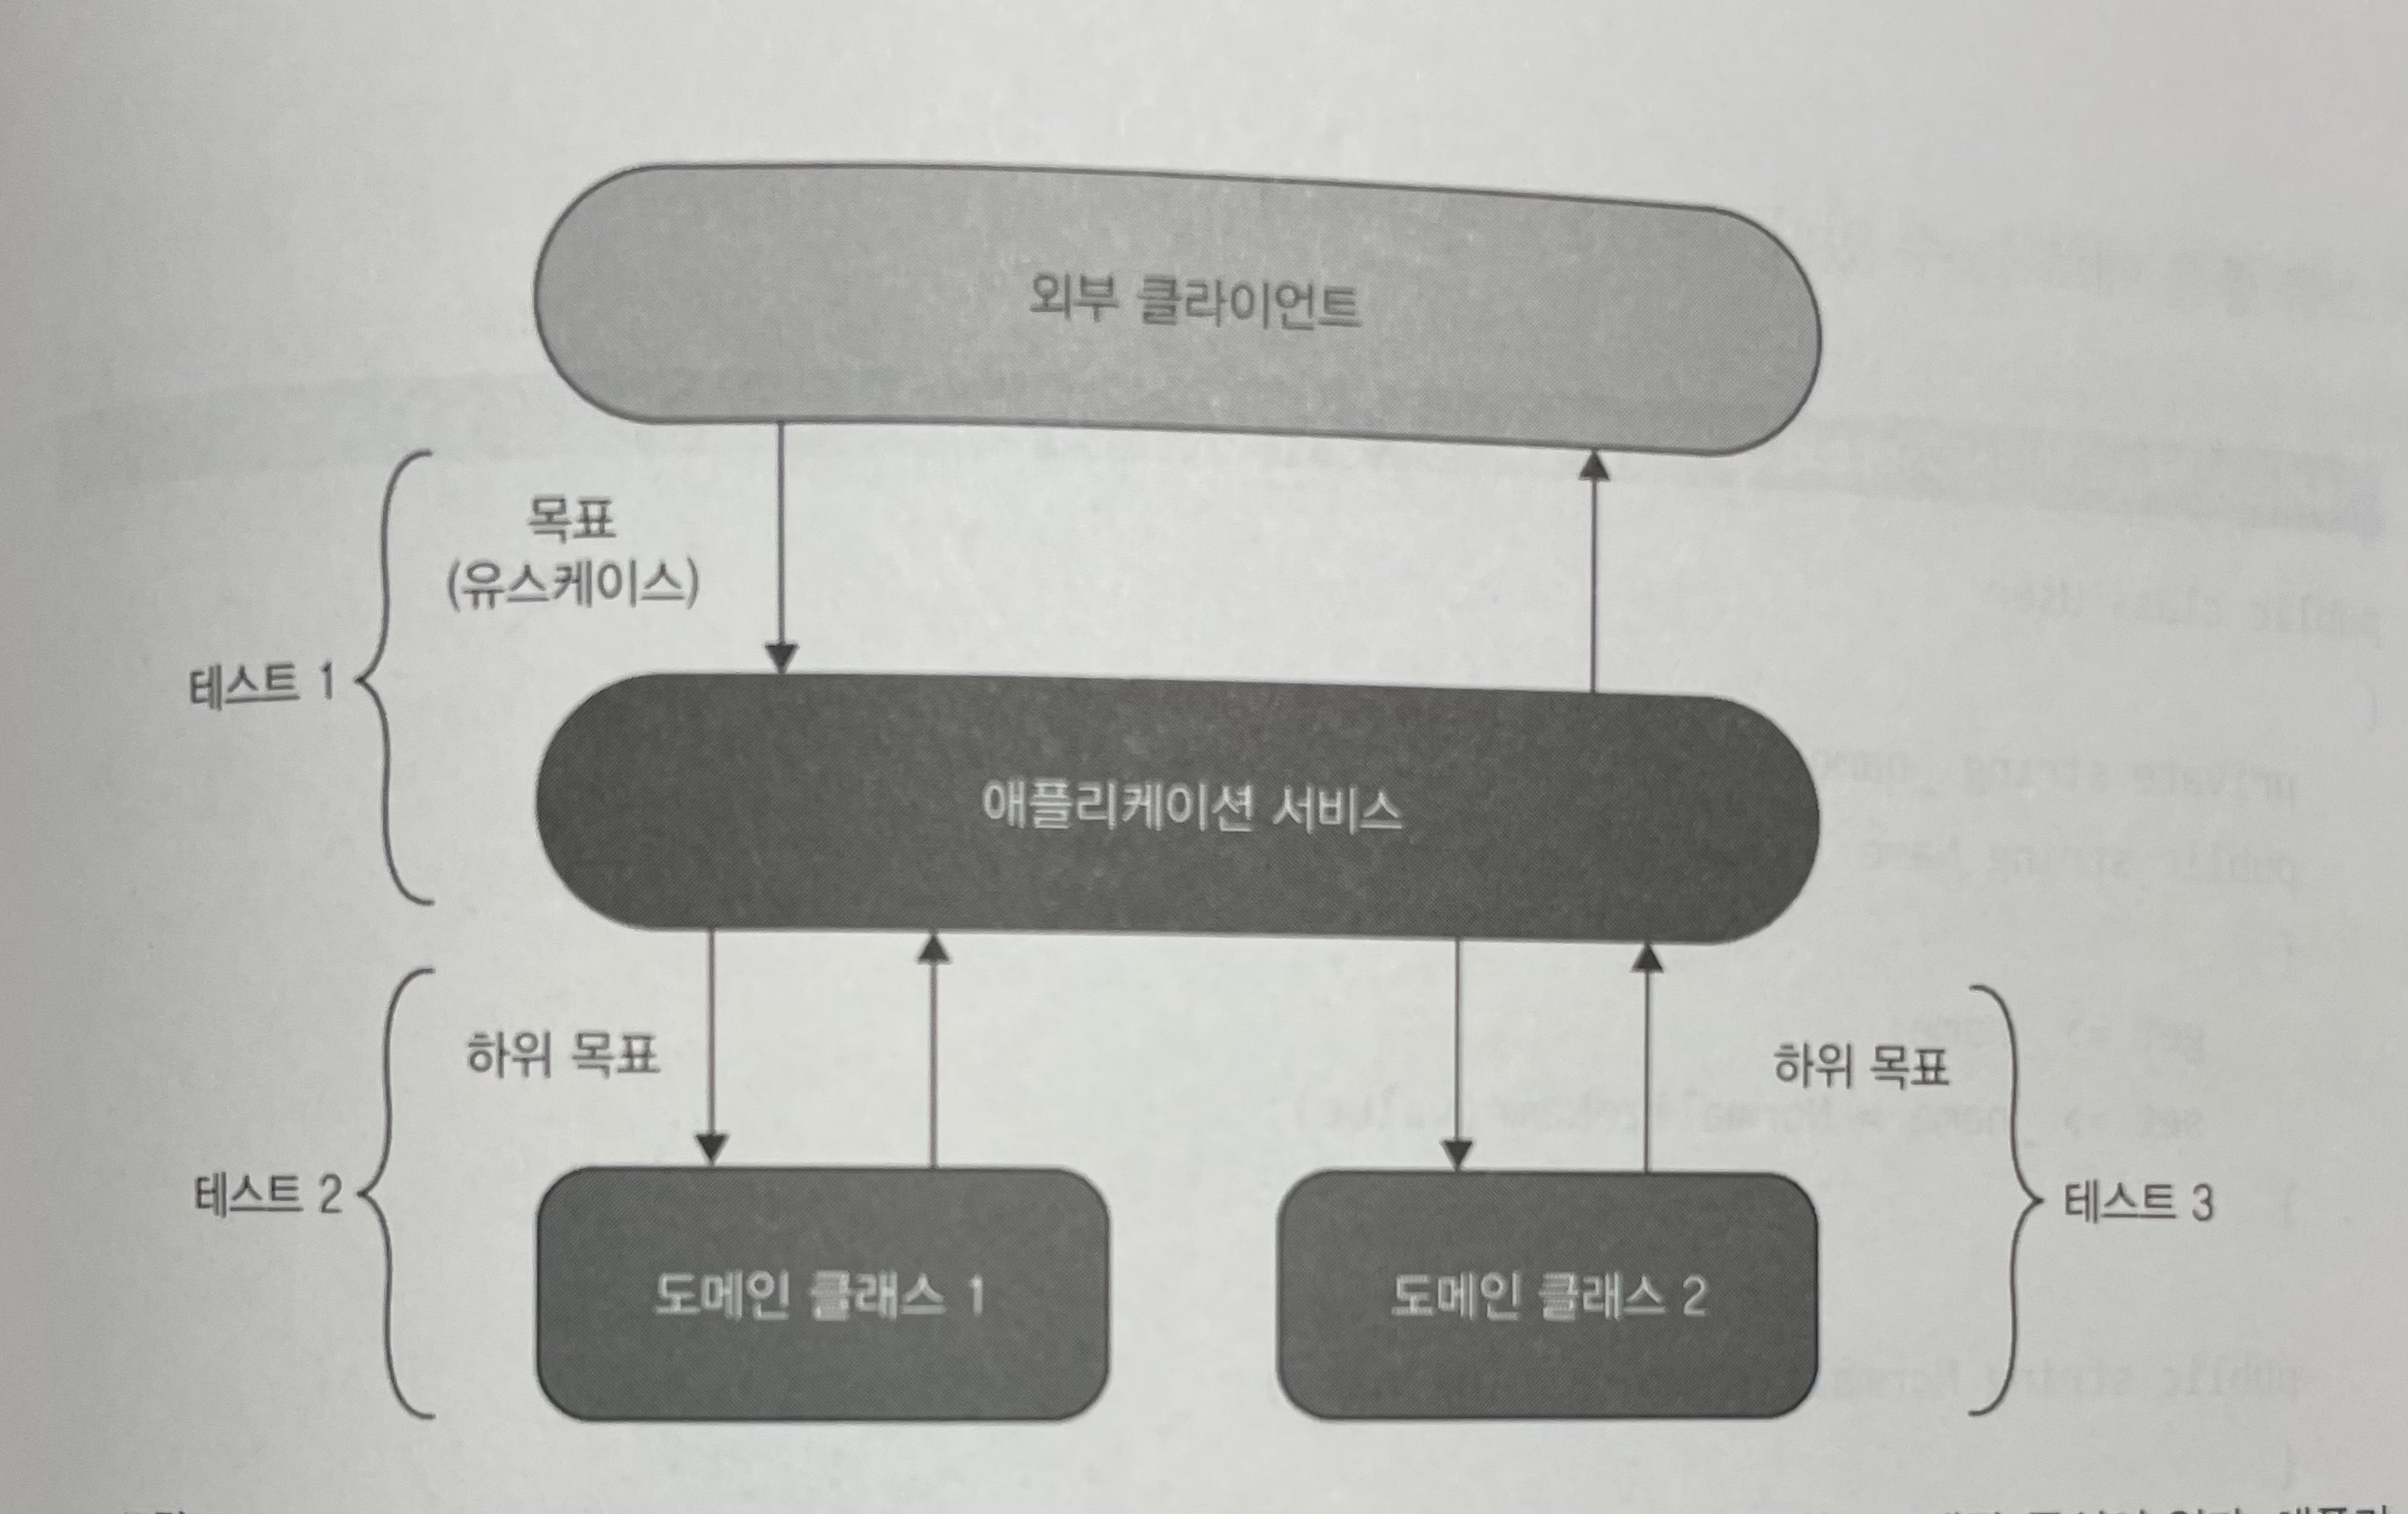 외부 클라이언트
목표
(유스케이스)
테스트 1
애플리케이션 서비스
하위 목표
하위 목표
테스트 2
테스트 3
도메인 클래스 1
도메인 클래스 2